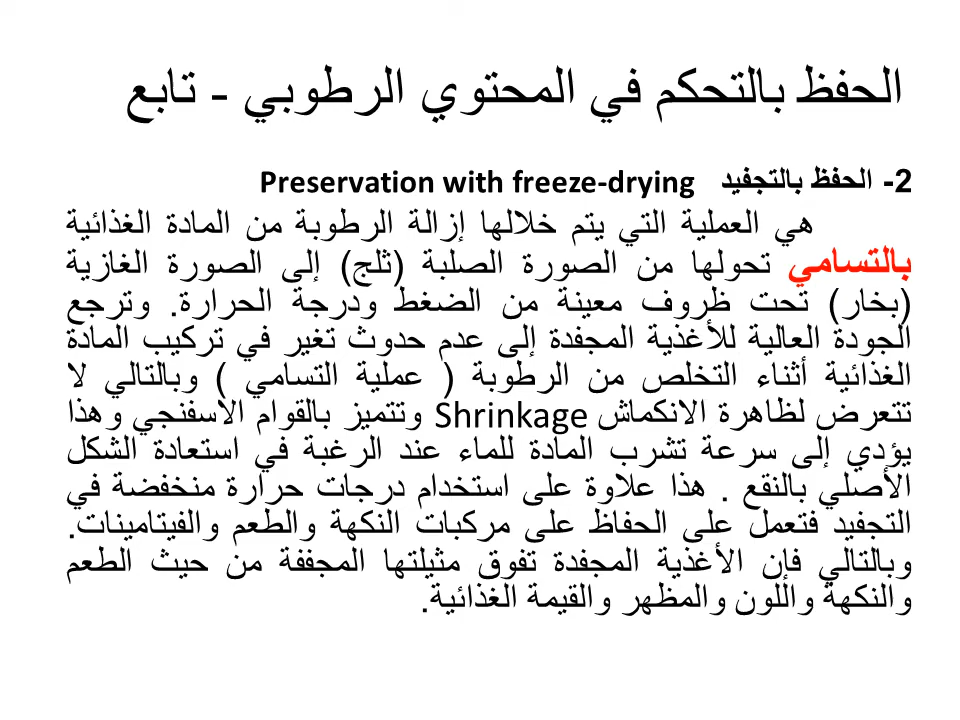 الحفظ بالتحكم في المحتوي الرطوبي - تابع
2- الحفظ بالتجفيد Preservation with freeze-drying
هي العملية التي يتم خلالها إزالة الرطوبة من المادة الغذائية
بالتسامي تحولها من الصورة الصلبة (ثلج) إلى الصورة الغازية
(بخار) تحت ظروف معينة من الضغط ودرجة الحرارة. وترجع
الجودة العالية للأغذية المجفدة إلى عدم حدوث تغير في تركيب المادة
الغذائية أثناء التخلص من الرطوبة ( عملية التسامي ) وبالتالي لا
تتعرض لظاهرة الانكماش Shrinkage وتتميز بالقوام الاسفنجي وهذا
يؤدي إلى سرعة تشرب المادة للماء عند الرغبة في استعادة الشكل
الأصلي بالنقع . هذا علاوة على استخدام درجات حرارة منخفضة في
التجفيد فتعمل على الحفاظ على مركبات النكهة والطعم والفيتامينات.
وبالتالي فإن الأغذية المجفدة تفوق مثيلتها المجففة من حيث الطعم
والنكهة واللون والمظهر والقيمة الغذائية.